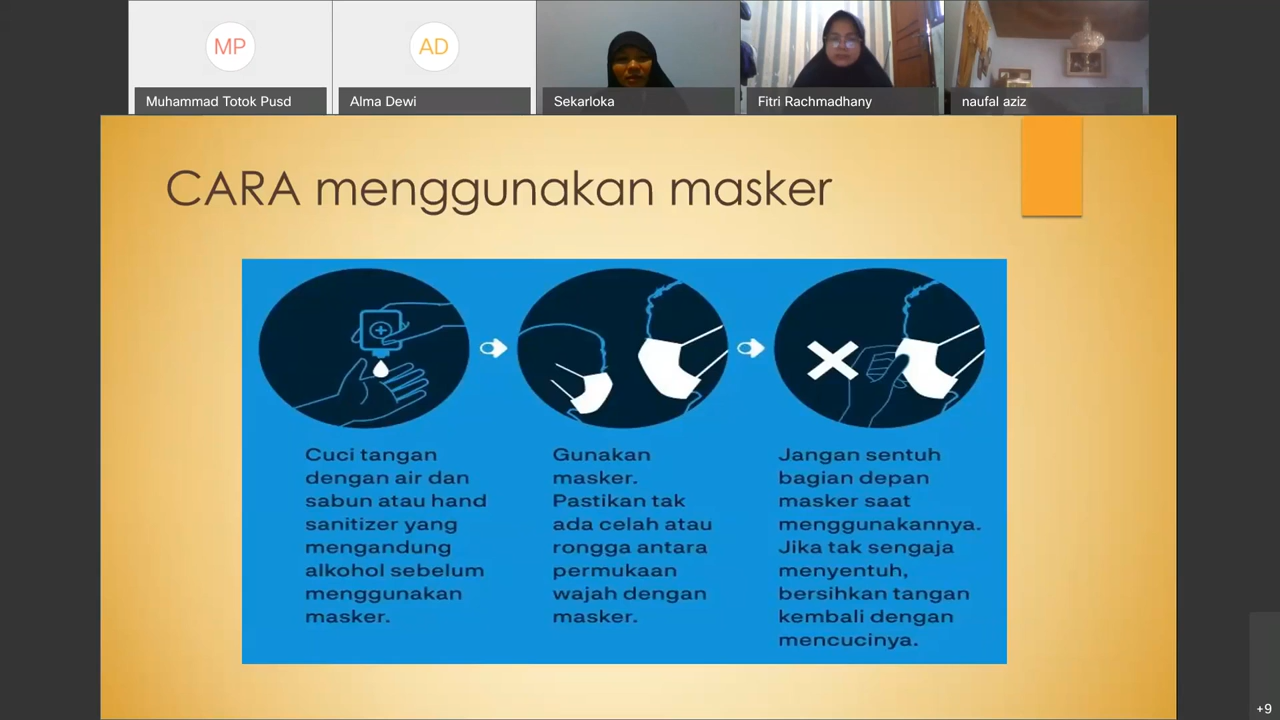 MP
AD
Muhammad Totok Pusd
Alma Dewi
Sekarloka
Fitri Rachmadhany
naufal aziz
CARA menggunakan masker
Cuci tangan
dengan air dan
sabun atau hand
sanitizer yang
mengandung
alkohol sebelum
menggunakan
masker.
Gunakan
masker.
Pastikan tak
ada celah atau
rongga antara
permukaan
wajah dengan
masker.
Jangan sentuh
bagian depan
masker saat
menggunakannya.
Jika tak sengaja
menyentuh,
bersihkan tangan
kembali dengan
mencucinya.
+9